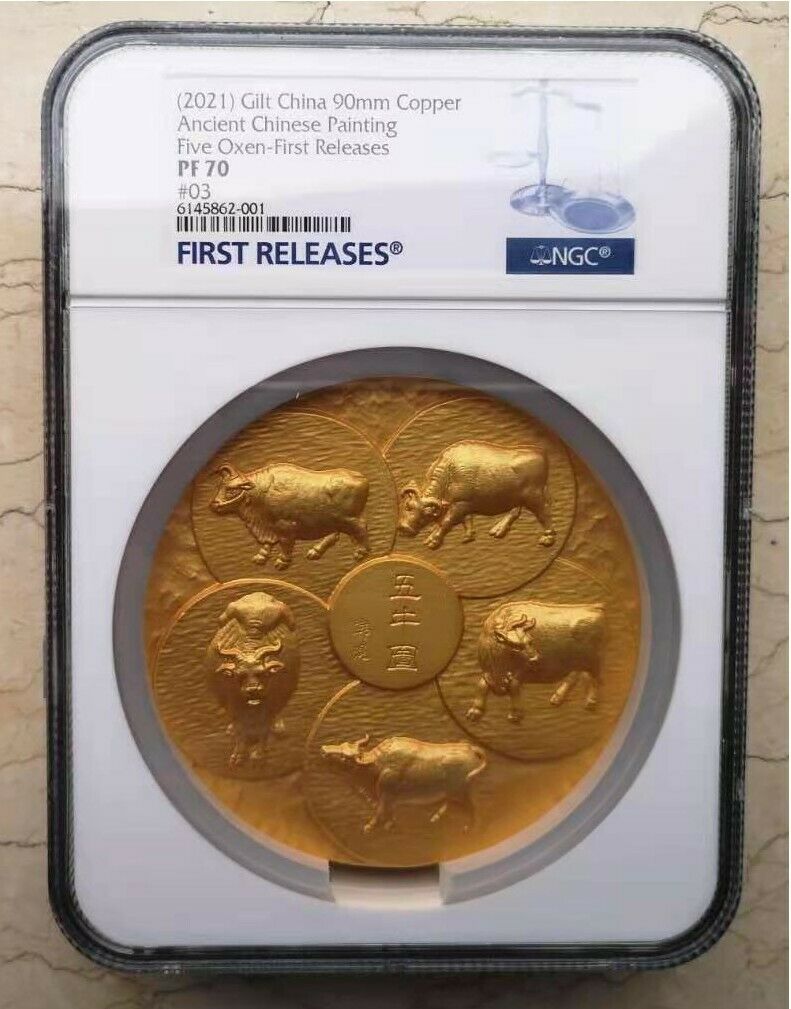 (2021) Gilt China 90mm Copper
Ancient Chinese Painting
Five Oxen-First Releases
PF 70
#03
6145862-001
FIRST RELEASES®
NGC®
五牛圖